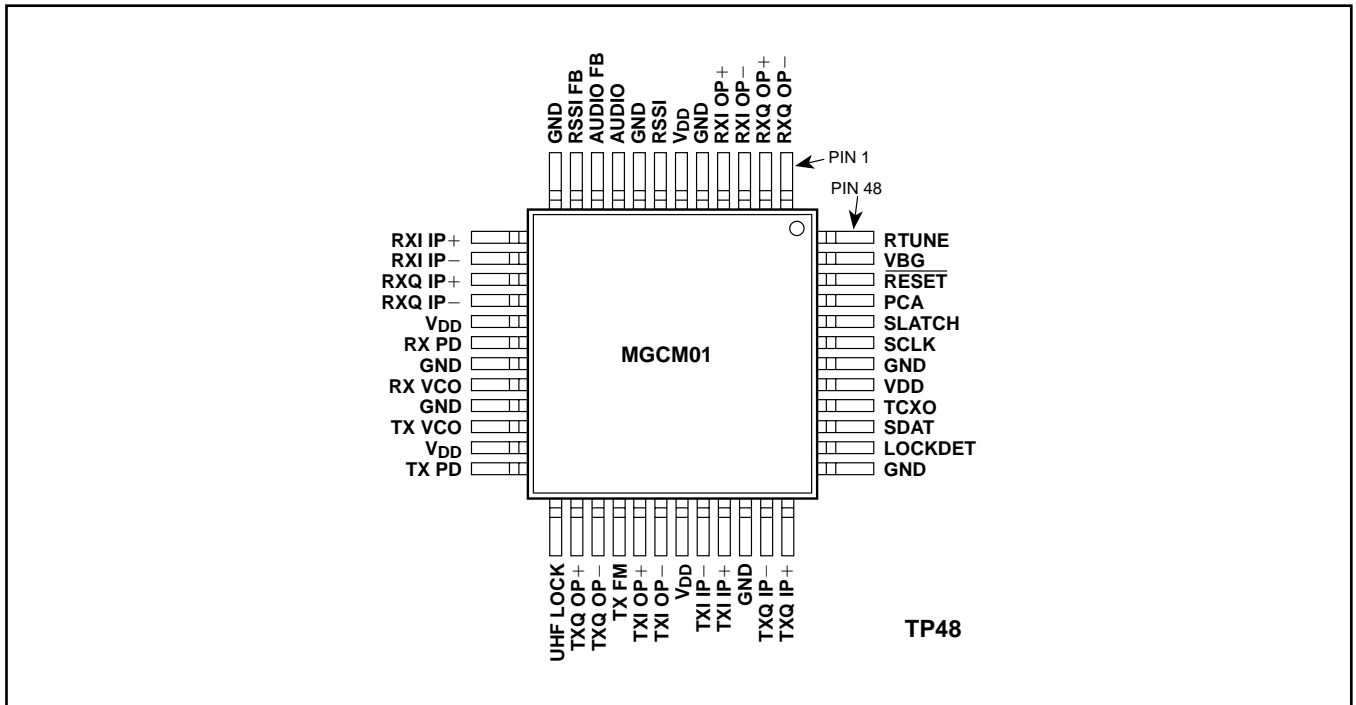 GND
RSSI FB
AUDIO FB
AUDIO
GND
RSSI
VDD
GND
RXI OP+
RXI OP−
RXQ OP+
RXQ OP−
PIN 1
PIN 48
RXI IP+
RXI IP−
RXQ IP+
RXQ IP−
VDD
RX PD
GND
RX VCO
GND
TX VCO
VDD
TX PD
MGCM01
RTUNE
VBG
RESET
PCA
SLATCH
SCLK
GND
VDD
TCXO
SDAT
LOCKDET
GND
UHF LOCK
TXQ OP+
TXQ OP−
TX FM
TXI OP+
TXI OP−
VDD
TXI IP−
TXI IP+
GND
TXQ IP−
TXQ IP+
TP48